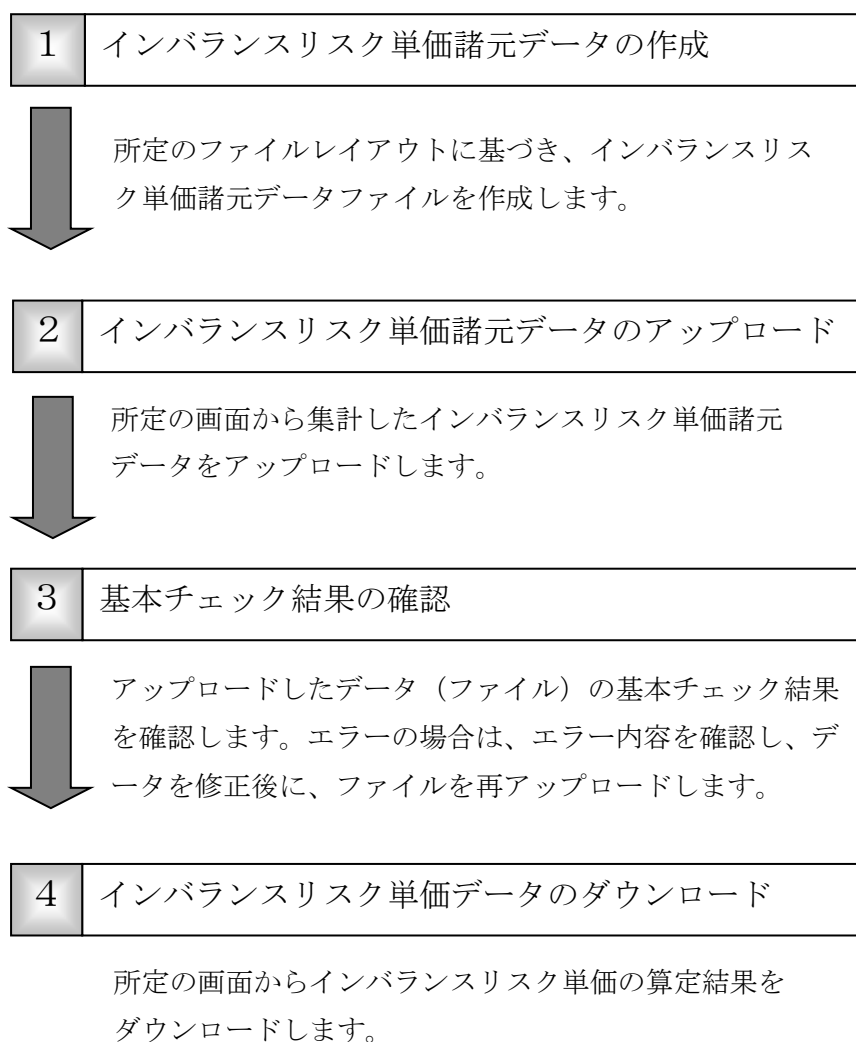 １ インバランスリスク単価諸元データの作成
所定のファイルレイアウトに基づき、インバランスリス
ク単価諸元データファイルを作成します。
２ インバランスリスク単価諸元データのアップロード
所定の画面から集計したインバランスリスク単価諸元
データをアップロードします。
３ 基本チェック結果の確認
アップロードしたデータ（ファイル）の基本チェック結果
を確認します。エラーの場合は、エラー内容を確認し、デ
ータを修正後に、ファイルを再アップロードします。
４ インバランスリスク単価データのダウンロード
所定の画面からインバランスリスク単価の算定結果を
ダウンロードします。